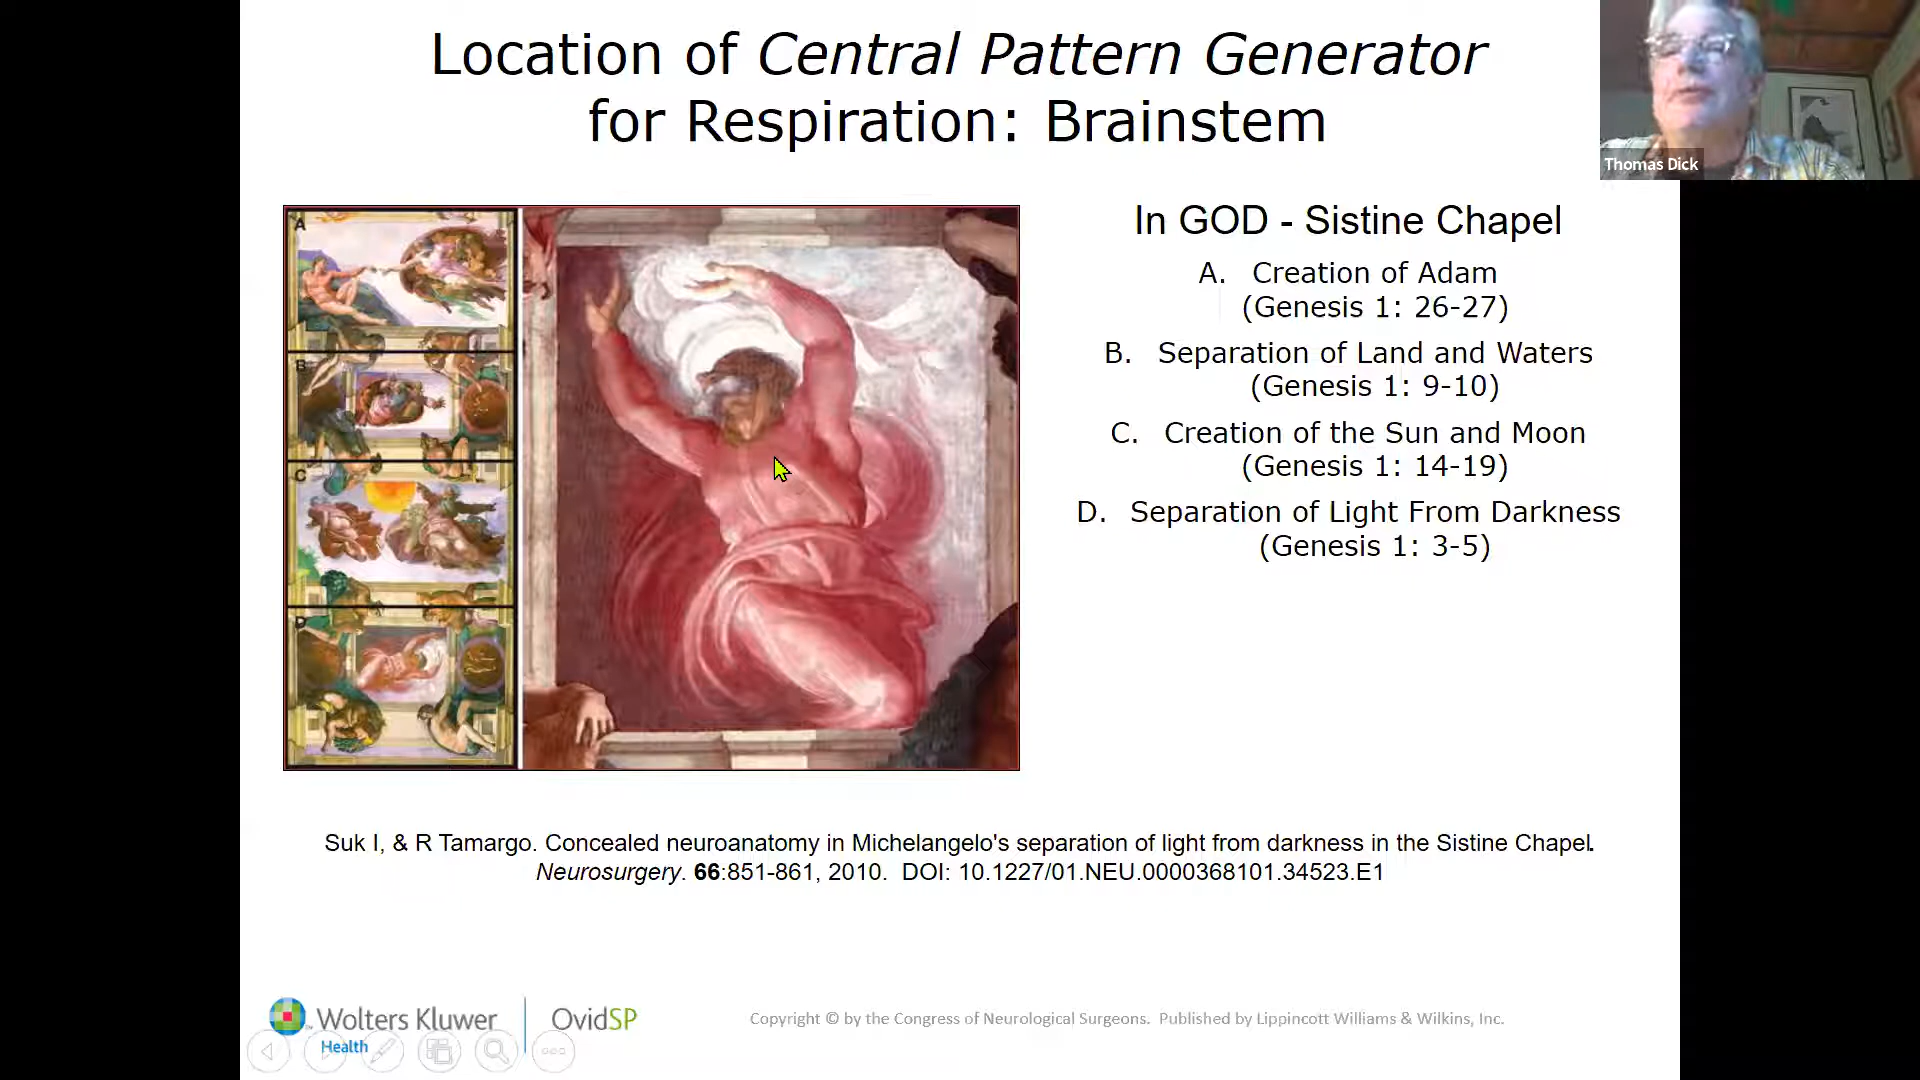 Location of Central Pattern Generator
for Respiration: Brainstem
Thomas Dick
A
B
C
D
In GOD - Sistine Chapel
A. Creation of Adam
(Genesis 1: 26-27)
B. Separation of Land and Waters
(Genesis 1: 9-10)
C. Creation of the Sun and Moon
(Genesis 1: 14-19)
D. Separation of Light From Darkness
(Genesis 1: 3-5)
Suk I, & R Tamargo. Concealed neuroanatomy in Michelangelo's separation of light from darkness in the Sistine Chapel.
Neurosurgery. 66:851-861, 2010. DOI: 10.1227/01.NEU.0000368101.34523.E1
Wolters Kluwer
Health
OvidSP
Copyright © by the Congress of Neurological Surgeons. Published by Lippincott Williams & Wilkins, Inc.